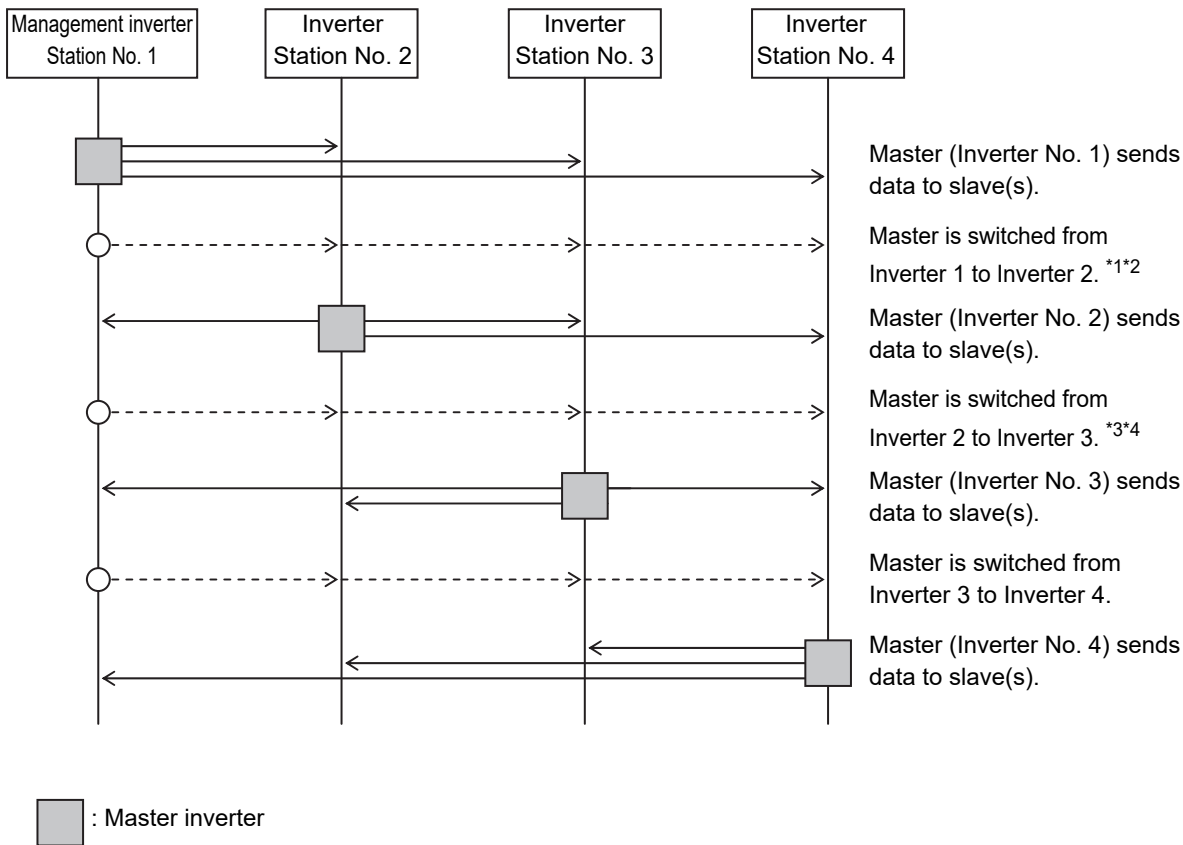 Management inverter
Station No. 1
Inverter
Station No. 2
Inverter
Station No. 3
Inverter
Station No. 4
Master (Inverter No. 1) sends
data to slave(s).
Master is switched from
Inverter 1 to Inverter 2. *1*2
Master (Inverter No. 2) sends
data to slave(s).
Master is switched from
Inverter 2 to Inverter 3. *3*4
Master (Inverter No. 3) sends
data to slave(s).
Master is switched from
Inverter 3 to Inverter 4.
Master (Inverter No. 4) sends
data to slave(s).
: Master inverter